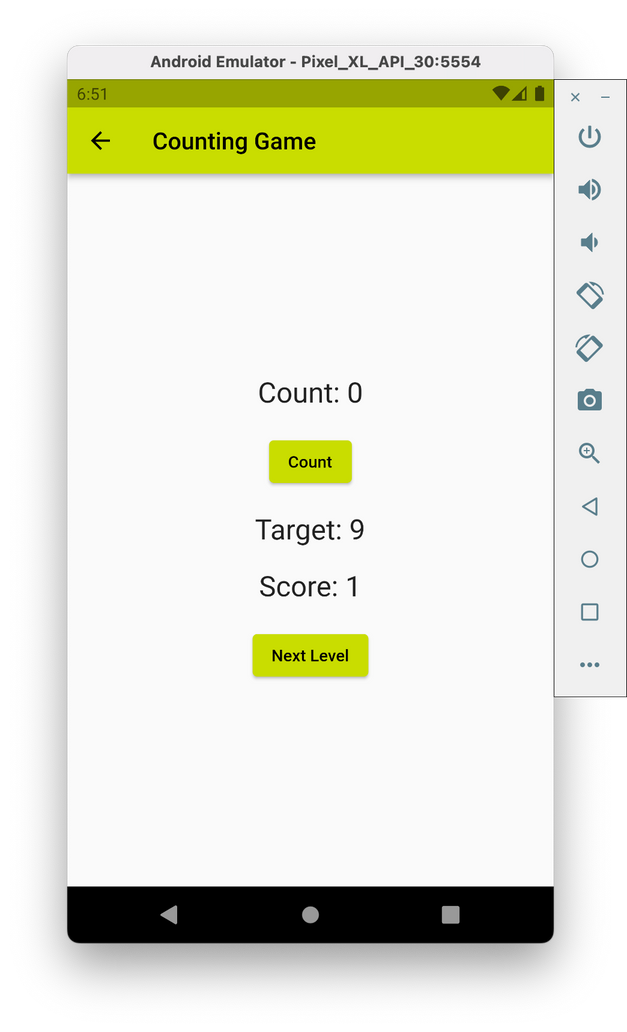 Android Emulator - Pixel_XL_API_30:5554
6:51
Counting Game
Count: 0
Count
Target: 9
Score: 1
Next Level